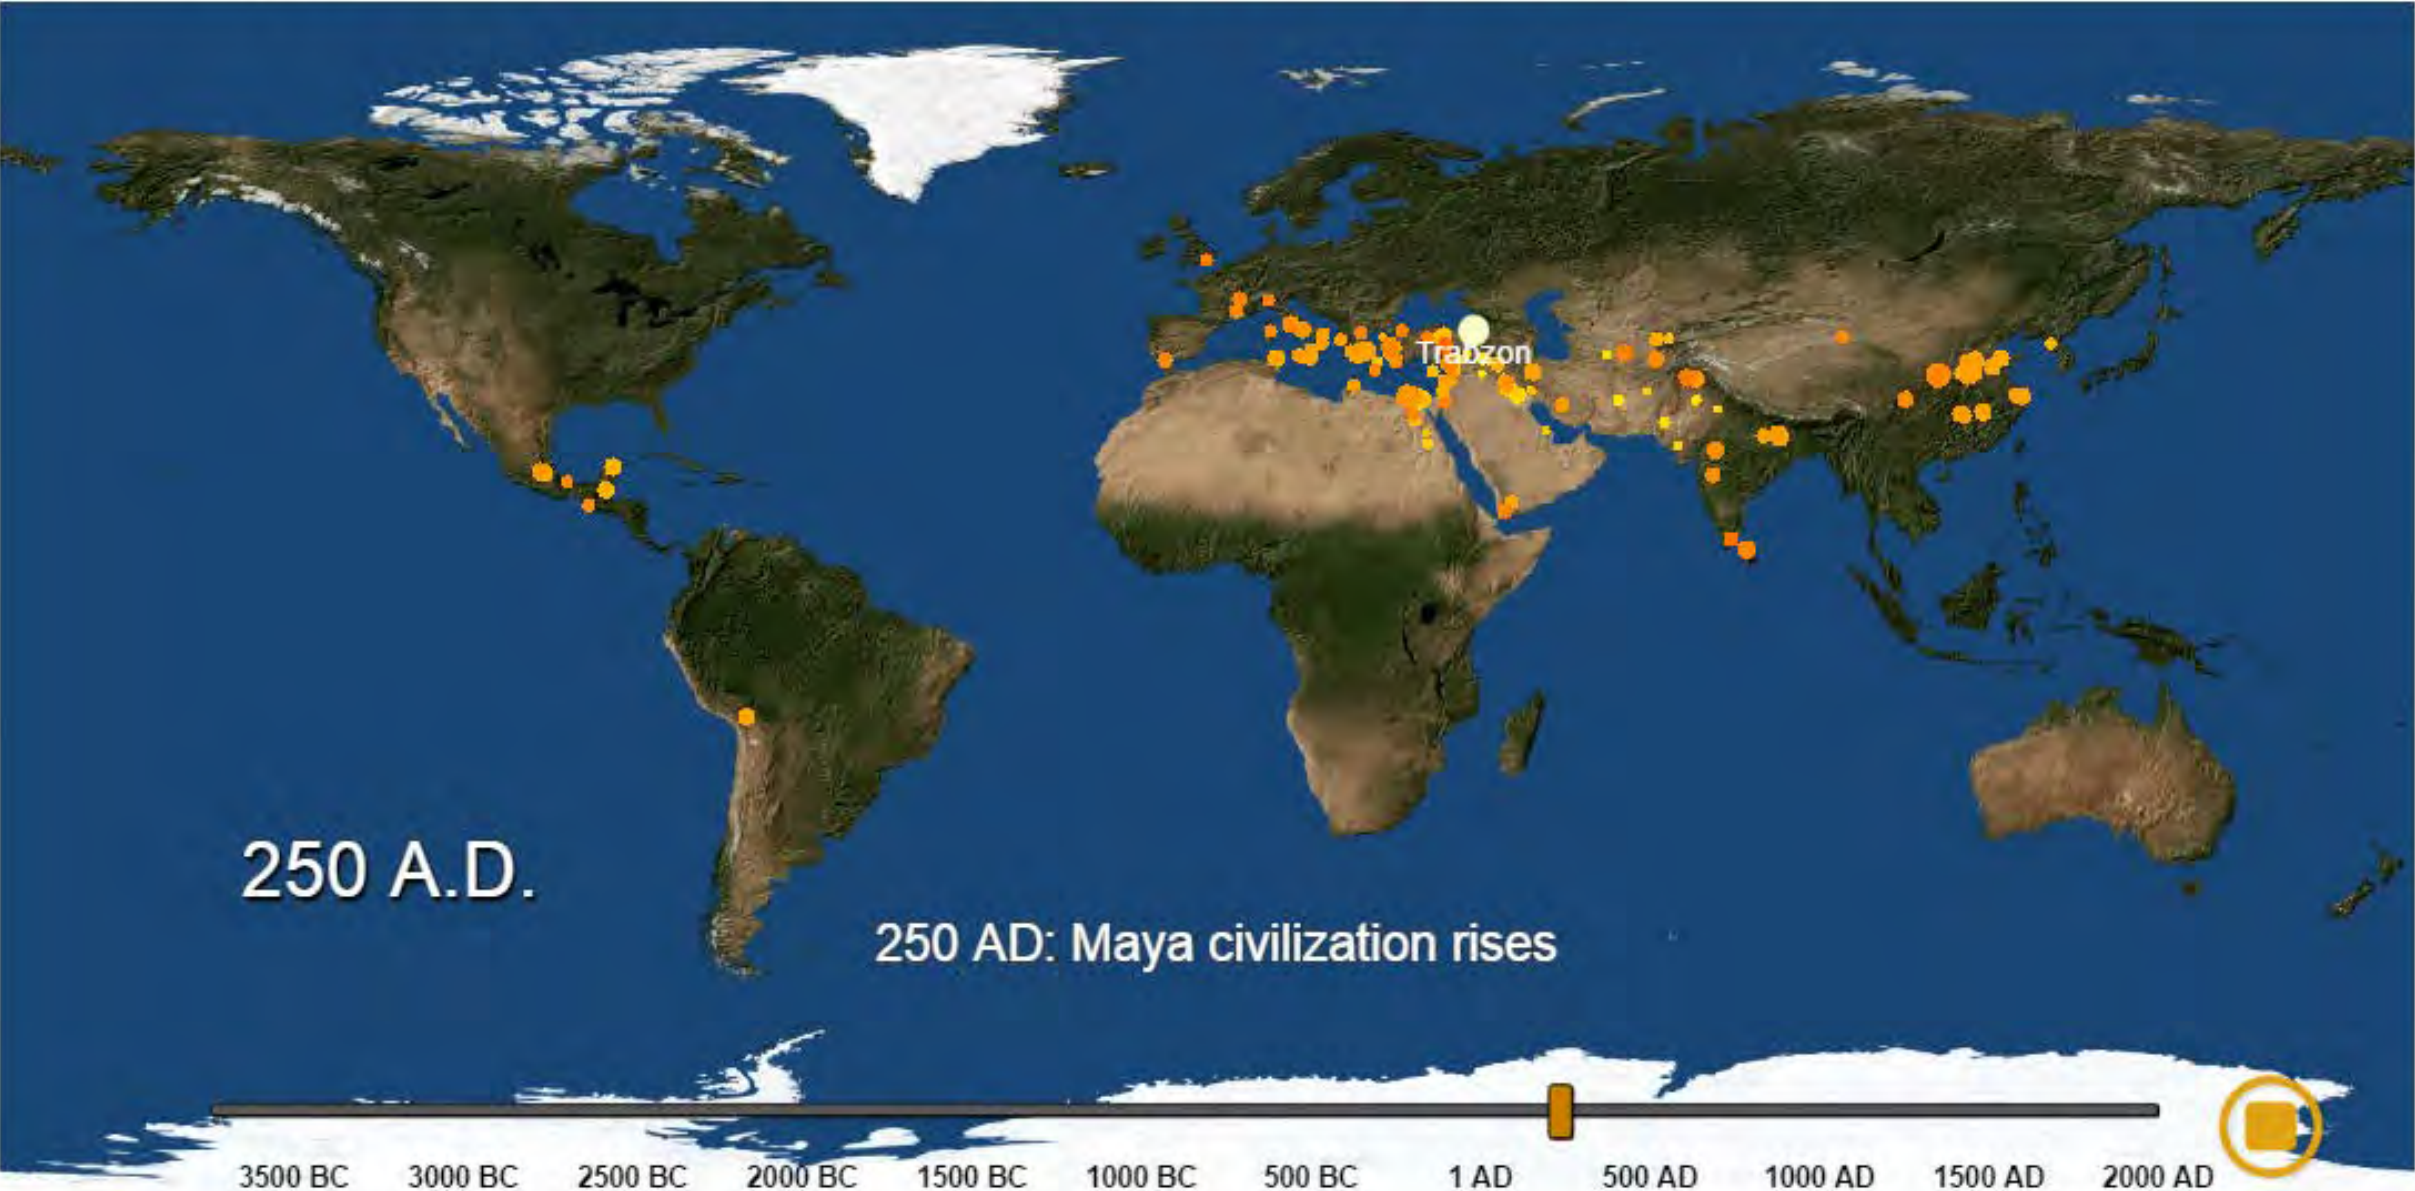 Trabzon
250 A.D.
250 AD: Maya civilization rises
3500 BC 3000 BC 2500 BC 2000 BC 1500 BC 1000 BC 500 BC 1 AD 500 AD 1000 AD 1500 AD 2000 AD